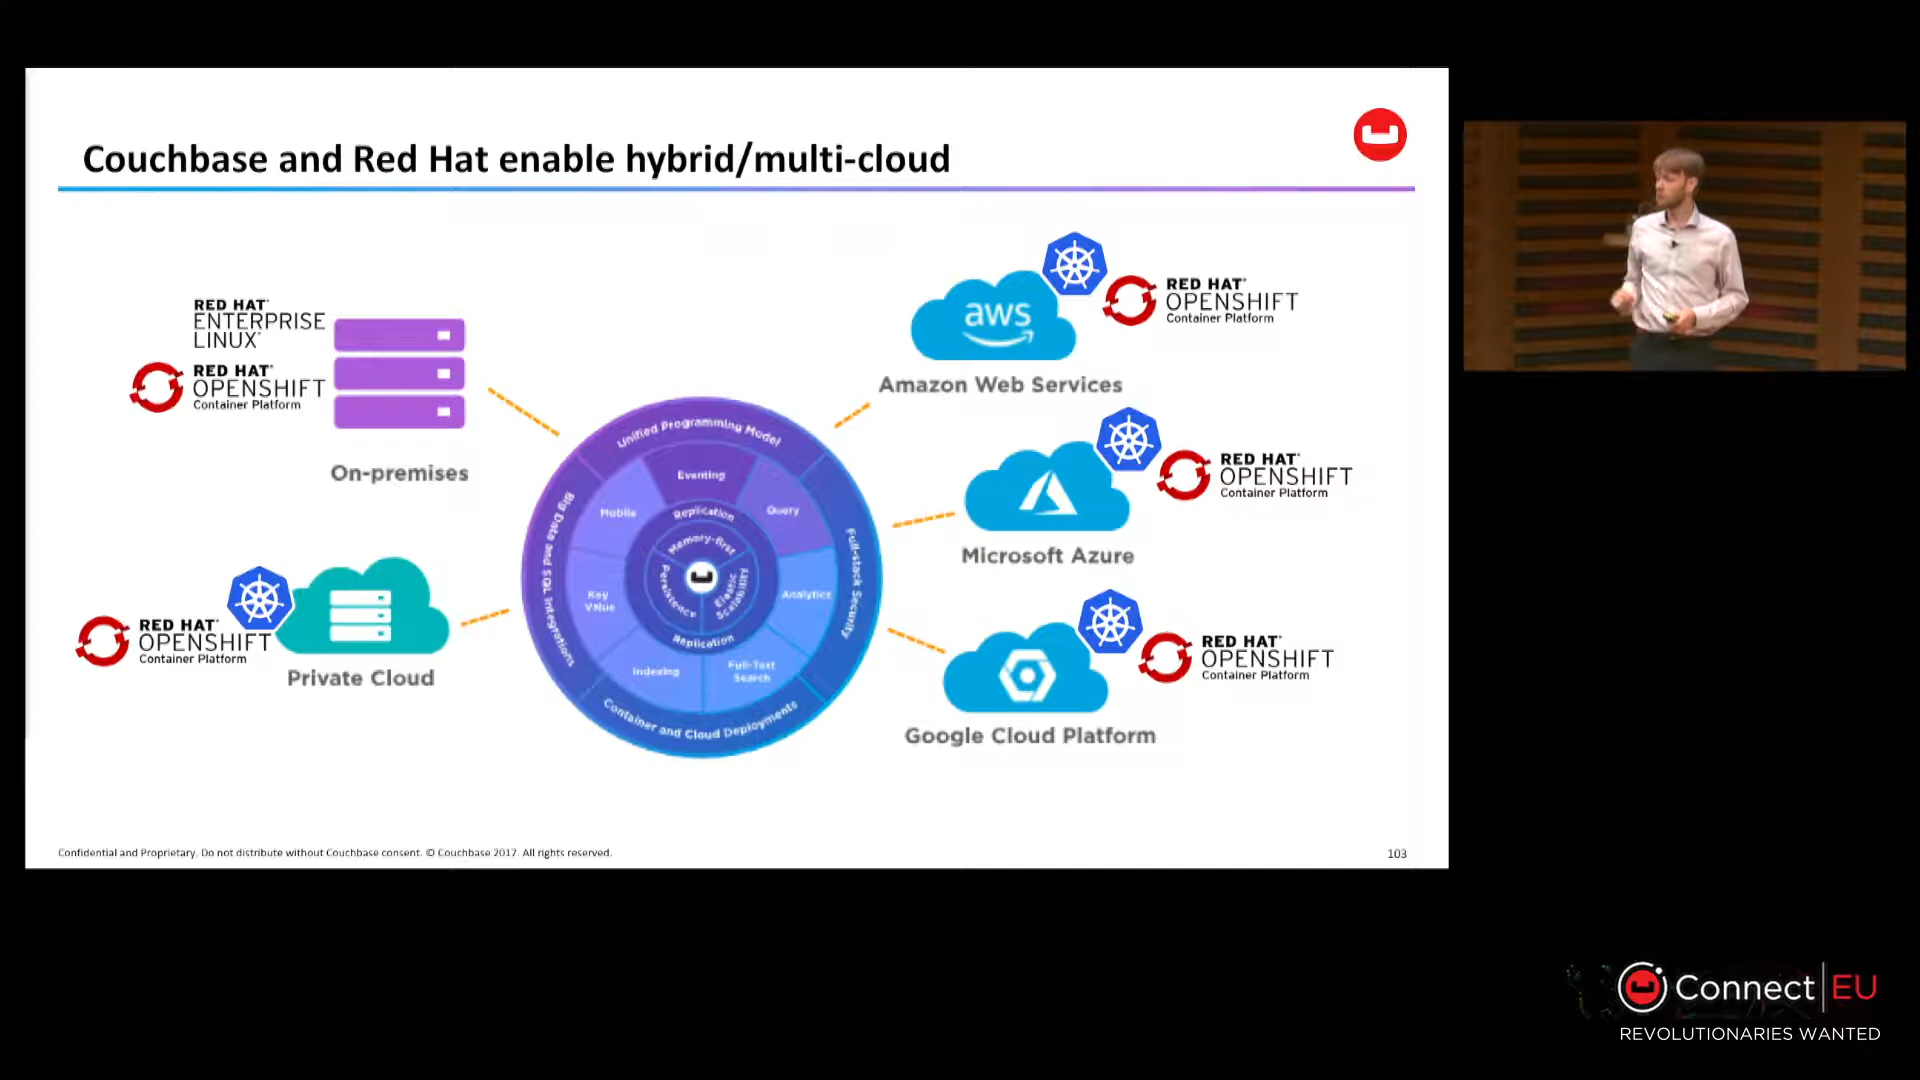 Couchbase and Red Hat enable hybrid/multi-cloud
RED HAT®
ENTERPRISE
LINUX®
RED HAT®
OPENSHIFT
Container Platform
On-premises
RED HAT®
OPENSHIFT
Container Platform
Private Cloud
Unified Programming Model
Big Data and SQL Integrations
Full-stack Security
Container and Cloud Deployments
Eventing
Mobile
Query
Key
Value
Analytics
Indexing
Full-Text
Search
Replication
Memory-first
Persistence
Elastic
Scalability
Replication
aws
Amazon Web Services
RED HAT®
OPENSHIFT
Container Platform
Microsoft Azure
RED HAT®
OPENSHIFT
Container Platform
Google Cloud Platform
RED HAT®
OPENSHIFT
Container Platform
Confidential and Proprietary. Do not distribute without Couchbase consent. © Couchbase 2017. All rights reserved.
103
Connect EU
REVOLUTIONARIES WANTED